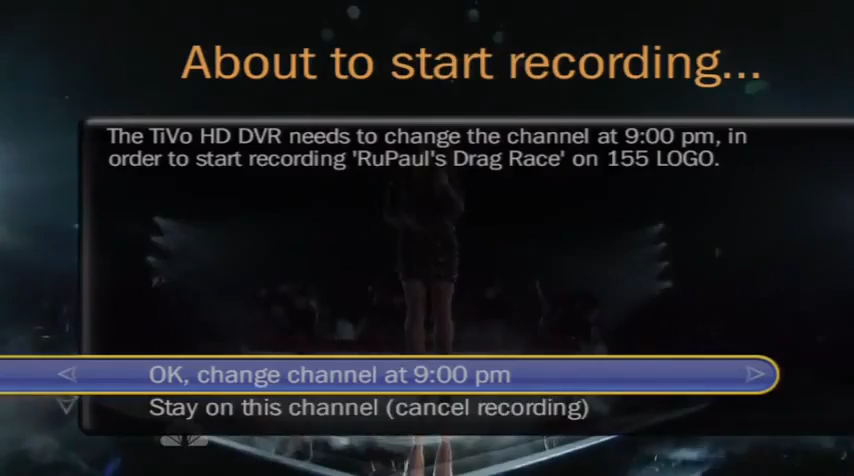 About to start recording...
The TiVo HD DVR needs to change the channel at 9:00 pm, in
order to start recording 'RuPaul's Drag Race' on 155 LOGO.
OK, change channel at 9:00 pm
Stay on this channel (cancel recording)